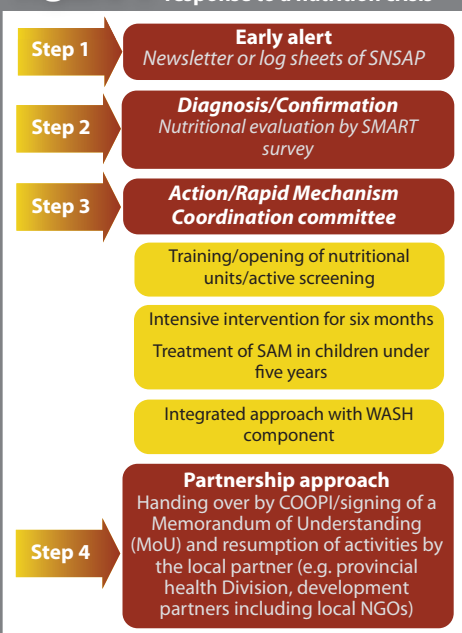 response to a nutrition crisis
Step 1
Early alert
Newsletter or log sheets of SNSAP
Step 2
Diagnosis/Confirmation
Nutritional evaluation by SMART
survey
Step 3
Action/Rapid Mechanism
Coordination committee
Training/opening of nutritional
units/active screening
Intensive intervention for six months
Treatment of SAM in children under
five years
Integrated approach with WASH
component
Step 4
Partnership approach
Handing over by COOPI/signing of a
Memorandum of Understanding
(MoU) and resumption of activities by
the local partner (e.g. provincial
health Division, development
partners including local NGOs)